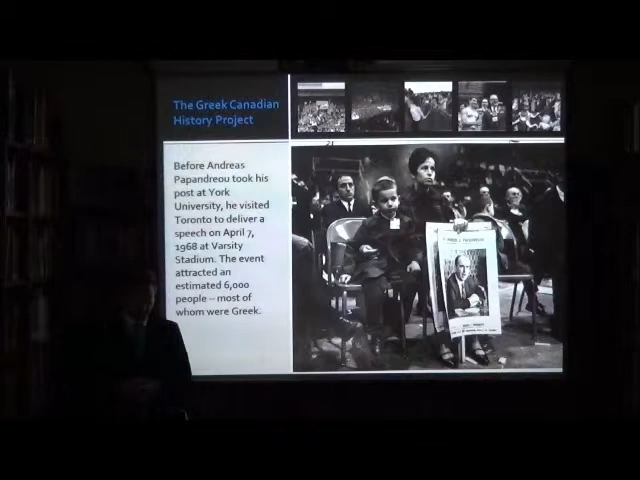 The Greek Canadian
History Project
Before Andreas
Papandreou took his
post at York
University, he visited
Toronto to deliver a
speech on April 7,
1968 at Varsity
Stadium. The event
attracted an
estimated 6,000
people – most of
whom were Greek.